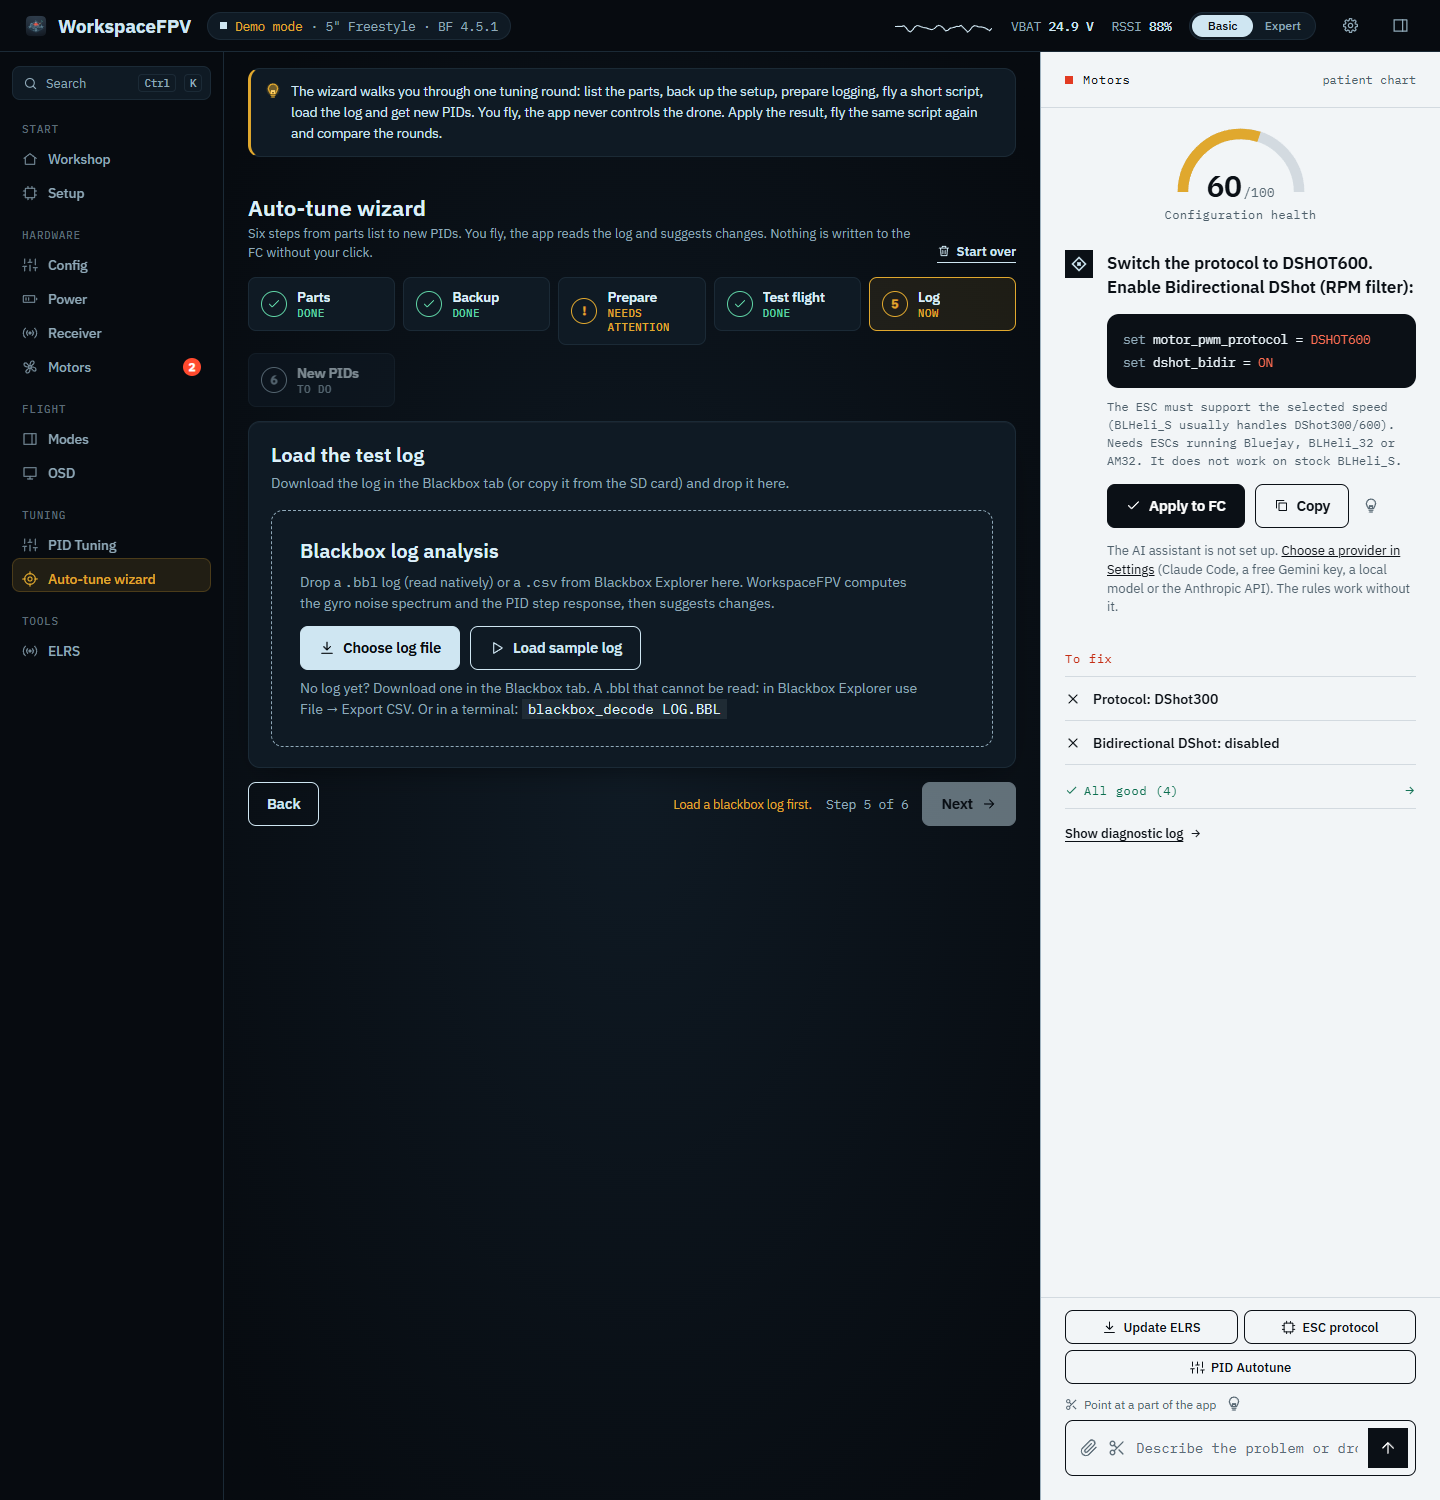 WorkspaceFPV
Demo mode · 5" Freestyle · BF 4.5.1
VBAT 24.9 V
RSSI 88%
Basic
Expert
Search
Ctrl K
START
Workshop
Setup
HARDWARE
Config
Power
Receiver
Motors
2
FLIGHT
Modes
OSD
TUNING
PID Tuning
Auto-tune wizard
TOOLS
ELRS
The wizard walks you through one tuning round: list the parts, back up the setup, prepare logging, fly a short script,
load the log and get new PIDs. You fly, the app never controls the drone. Apply the result, fly the same script again
and compare the rounds.
Auto-tune wizard
Six steps from parts list to new PIDs. You fly, the app reads the log and suggests changes. Nothing is written to the
FC without your click.
Start over
Parts
DONE
Backup
DONE
!
Prepare
NEEDS
ATTENTION
Test flight
DONE
5
Log
NOW
6
New PIDs
TO DO
Load the test log
Download the log in the Blackbox tab (or copy it from the SD card) and drop it here.
Blackbox log analysis
Drop a .bbl log (read natively) or a .csv from Blackbox Explorer here. WorkspaceFPV computes
the gyro noise spectrum and the PID step response, then suggests changes.
Choose log file
Load sample log
No log yet? Download one in the Blackbox tab. A .bbl that cannot be read: in Blackbox Explorer use
File → Export CSV. Or in a terminal: blackbox_decode LOG.BBL
Back
Load a blackbox log first.
Step 5 of 6
Next →
Motors
patient chart
60/100
Configuration health
Switch the protocol to DSHOT600.
Enable Bidirectional DShot (RPM filter):
set motor_pwm_protocol = DSHOT600
set dshot_bidir = ON
The ESC must support the selected speed
(BLHeli_S usually handles DShot300/600).
Needs ESCs running Bluejay, BLHeli_32 or
AM32. It does not work on stock BLHeli_S.
Apply to FC
Copy
The AI assistant is not set up. Choose a provider in
Settings (Claude Code, a free Gemini key, a local
model or the Anthropic API). The rules work without
it.
To fix
Protocol: DShot300
Bidirectional DShot: disabled
All good (4)
→
Show diagnostic log →
Update ELRS
ESC protocol
PID Autotune
Point at a part of the app
Describe the problem or dro